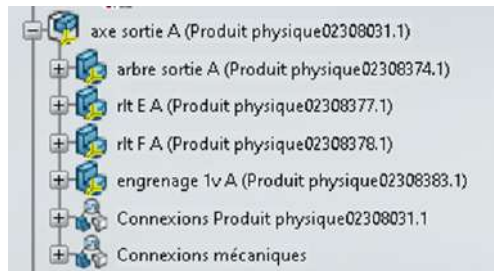 axe sortie A (Produit physique02308031.1)
arbre sortie A (Produit physique02308374.1)
rlt E A (Produit physique02308377.1)
rlt F A (Produit physique02308378.1)
engrenage 1v A (Produit physique02308383.1)
Connexions Produit physique02308031.1
Connexions mécaniques